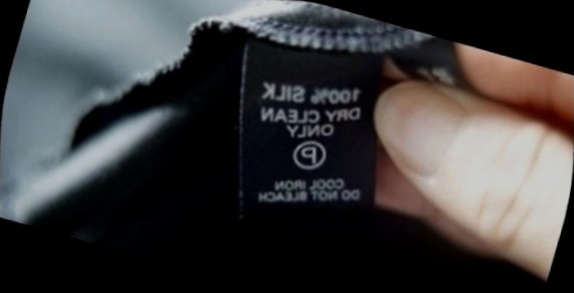 100% SILK
DRY CLEAN
ONLY
P
COOL IRON
DO NOT BLEACH